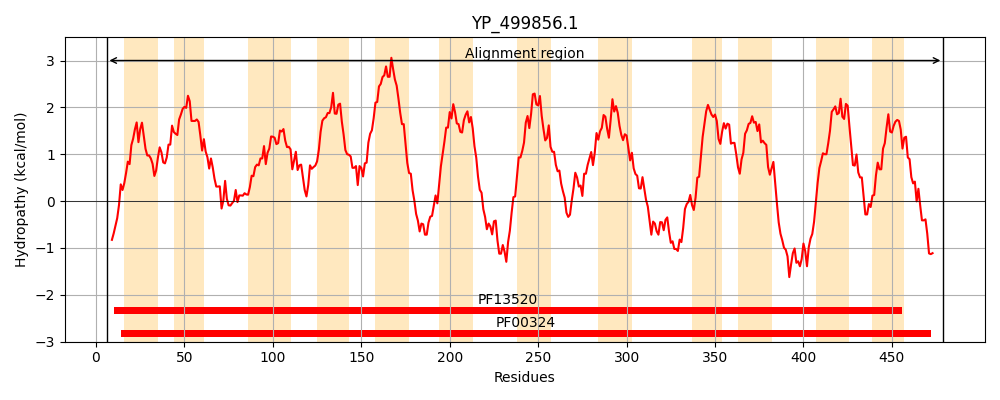 YP_499856.1
Alignment region
3
2
1
0
−1
−2
−3
Hydropathy (kcal/mol)
PF13520
PF00324
0 50 100 150 200 250 300 350 400 450
Residues